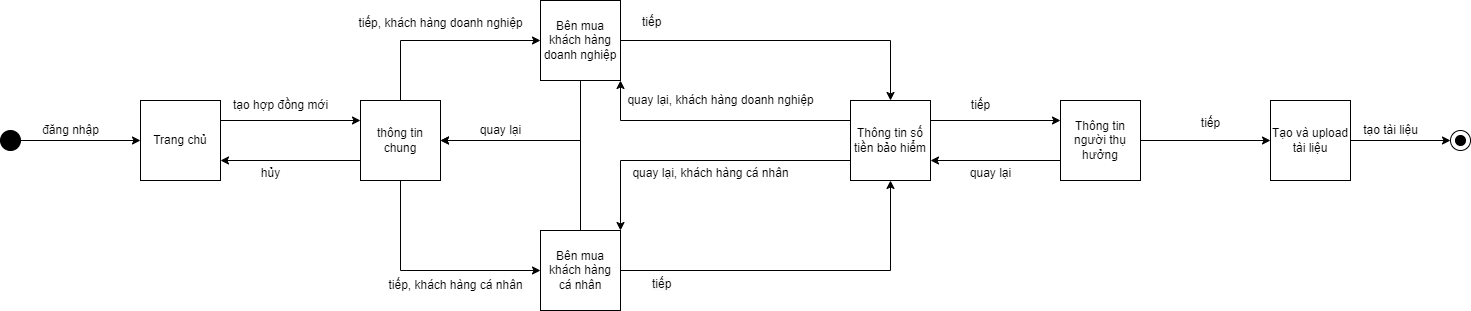 tiếp, khách hàng doanh nghiệp
Bên mua
khách hàng
doanh nghiệp
tiếp
đăng nhập
Trang chủ
tạo hợp đồng mới
hủy
thông tin
chung
quay lại
quay lại, khách hàng doanh nghiệp
quay lại, khách hàng cá nhân
Thông tin số
tiền bảo hiểm
tiếp
quay lại
Thông tin
người thụ
hưởng
tiếp
Tạo và upload
tài liệu
tạo tài liệu
tiếp, khách hàng cá nhân
Bên mua
khách hàng
cá nhân
tiếp